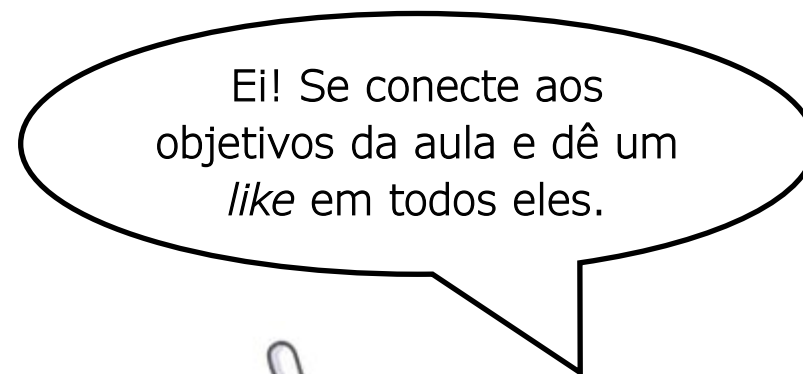 Ei! Se conecte aos
objetivos da aula e dê um
like em todos eles.